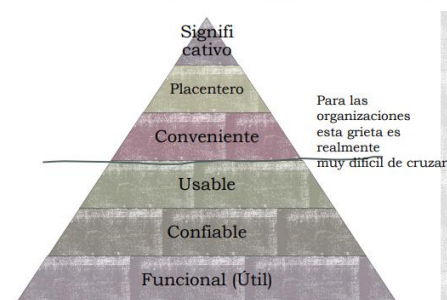 Signifi
cativo
Placentero
Conveniente
Para las
organizaciones
esta grieta es
realmente
muy difícil de cruzar
Usable
Confiable
Funcional (Útil)